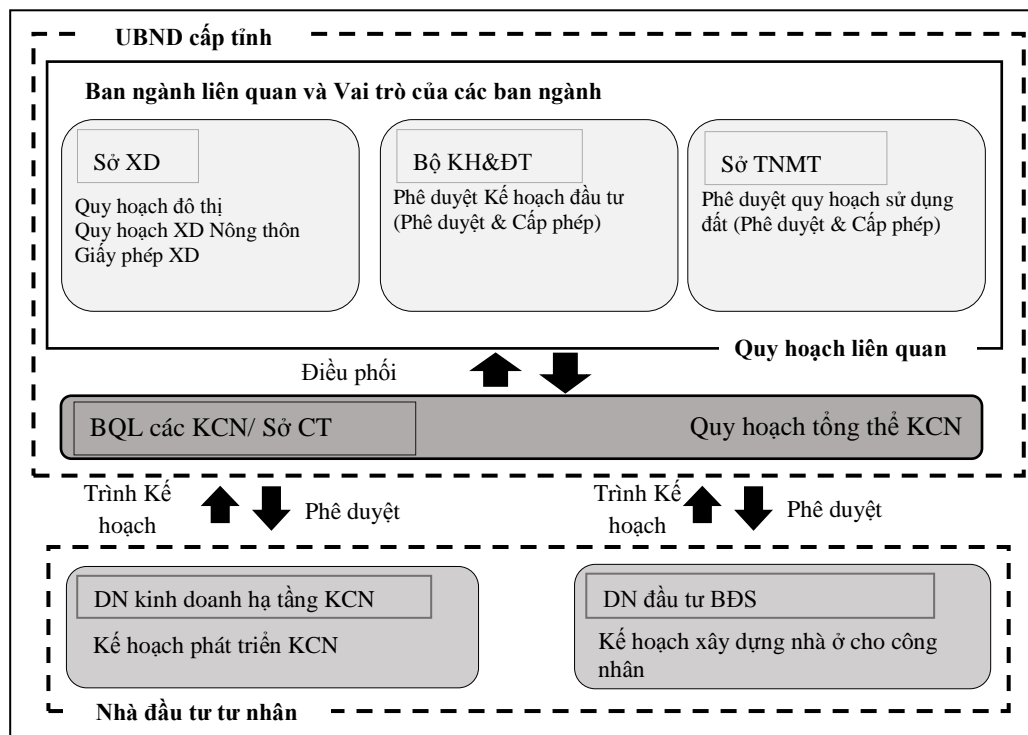 UBND cấp tỉnh
Ban ngành liên quan và Vai trò của các ban ngành
Sở XD
Quy hoạch đô thị
Quy hoạch XD Nông thôn
Giấy phép XD
Bộ KH&ĐT
Phê duyệt Kế hoạch đầu tư
(Phê duyệt & Cấp phép)
Sở TNMT
Phê duyệt quy hoạch sử dụng
đất (Phê duyệt & Cấp phép)
Quy hoạch liên quan
Điều phối
BQL các KCN/ Sở CT
Quy hoạch tổng thể KCN
Trình Kế
hoạch
Phê duyệt
Trình Kế
hoạch
Phê duyệt
DN kinh doanh hạ tầng KCN
Kế hoạch phát triển KCN
DN đầu tư BĐS
Kế hoạch xây dựng nhà ở cho công
nhân
Nhà đầu tư tư nhân